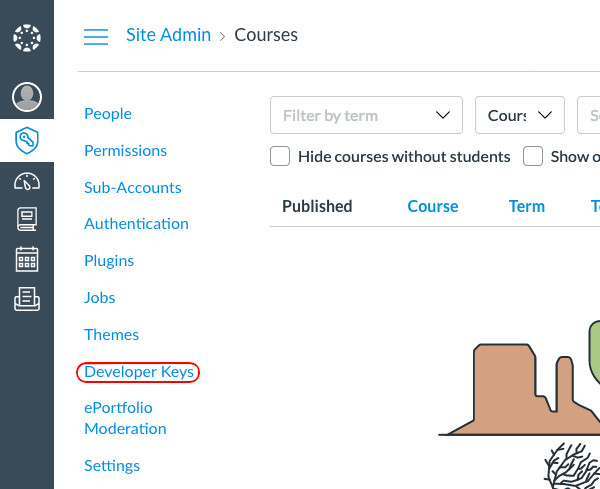 Site Admin > Courses
People
Permissions
Sub-Accounts
Authentication
Plugins
Jobs
Themes
Developer Keys
ePortfolio
Moderation
Settings
Filter by term
Cours
Hide courses without students
Show
Published Course Term